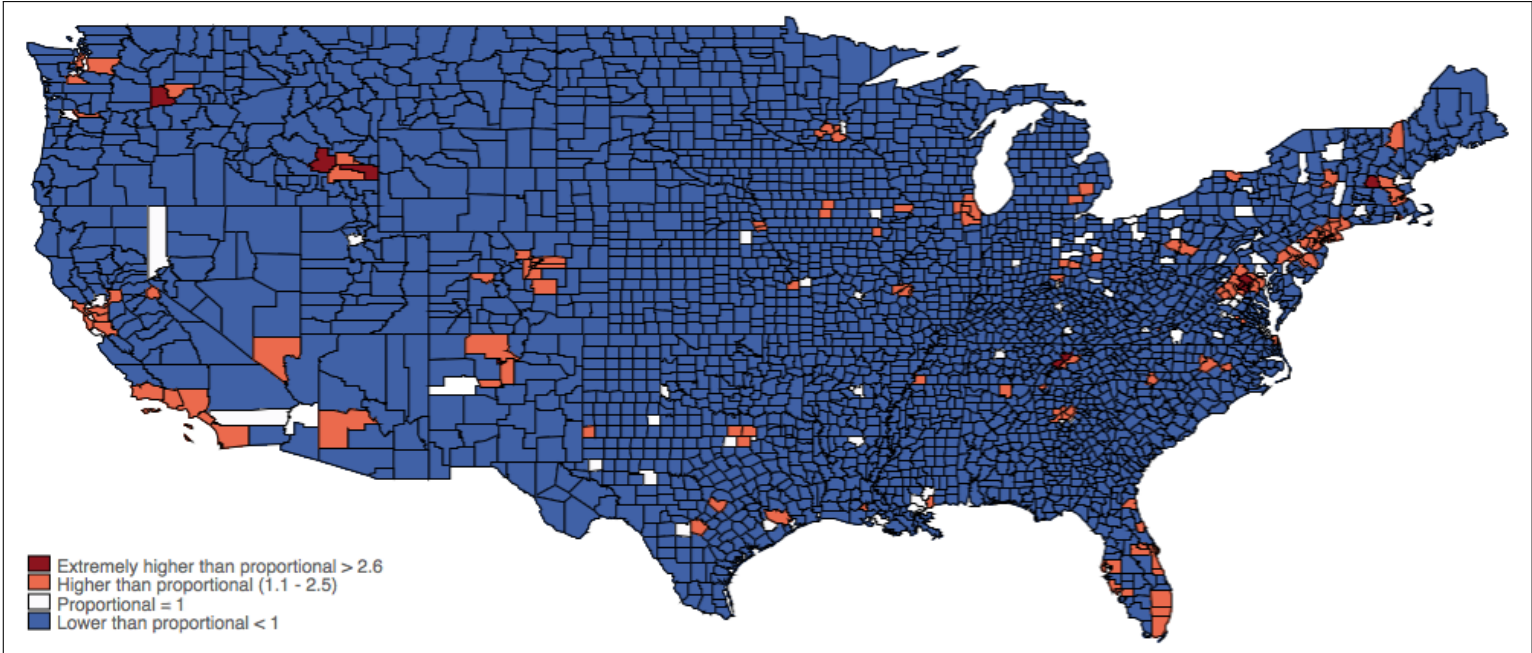 Extremely higher than proportional > 2.6
Higher than proportional (1.1 - 2.5)
Proportional = 1
Lower than proportional < 1